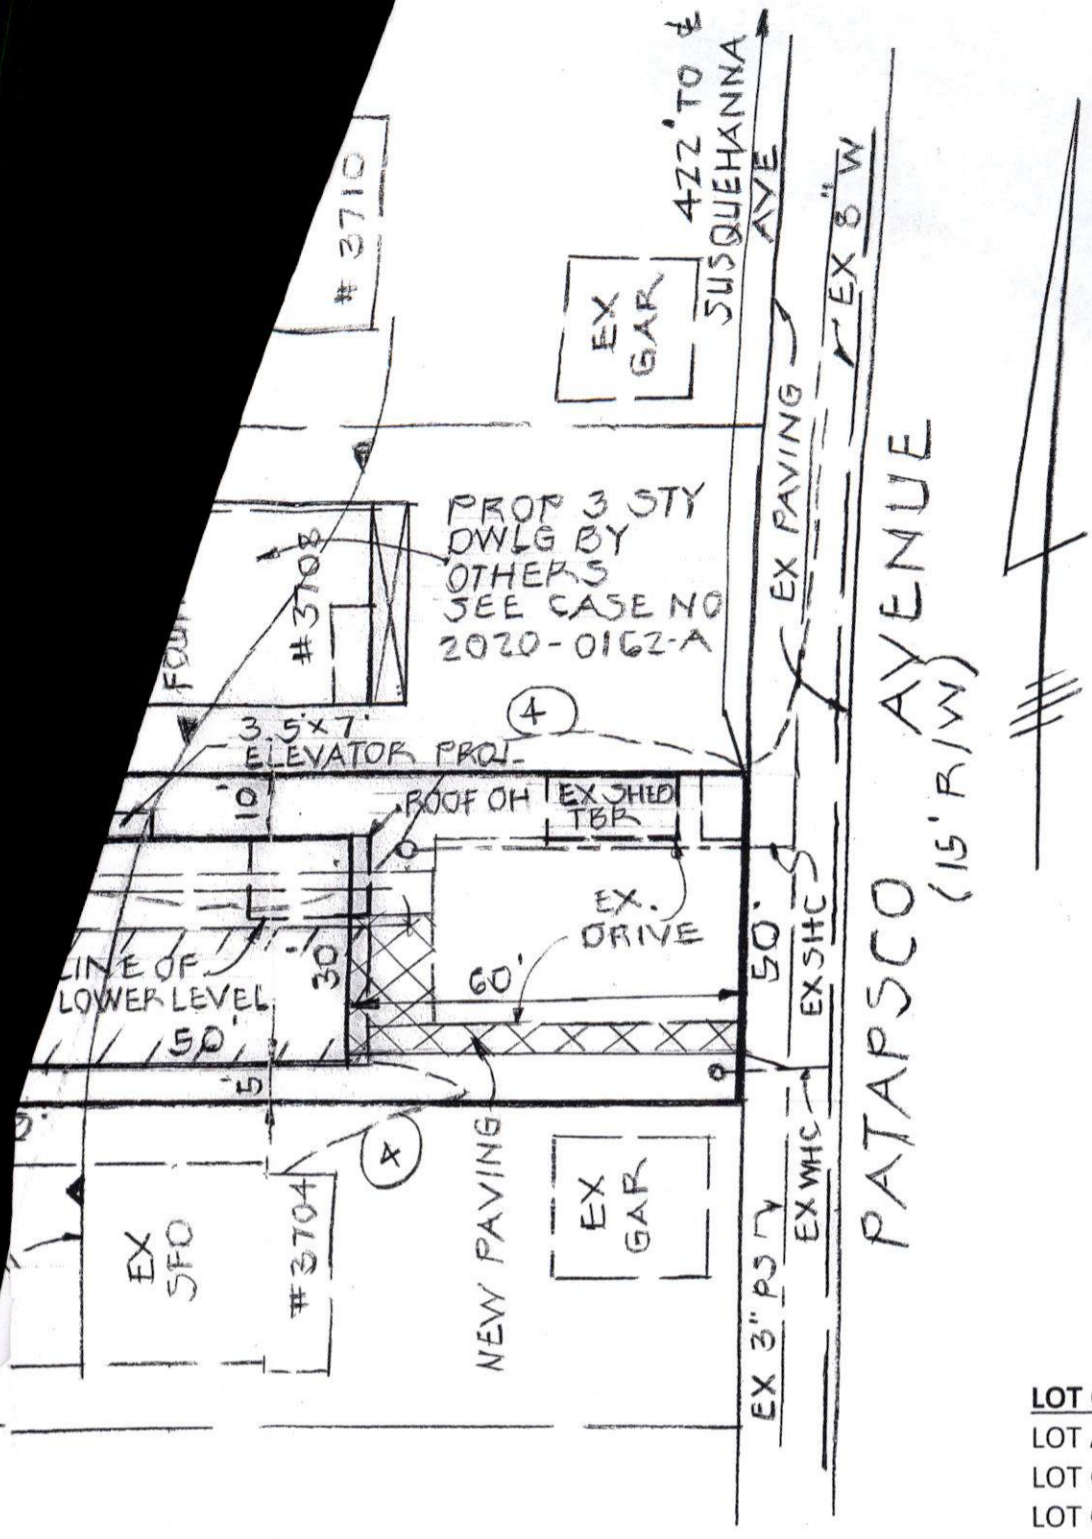 # 3710
422' TO ℄
SUSQUEHANNA
AVE
EX
GAR
EX 8" W
EX PAVING
PROP 3 STY
DWLG BY
OTHERS
SEE CASE NO
2020-0162-A
# 3708
4
3.5'x7'
ELEVATOR PROJ.
10'
ROOF OH
EX SHED
TBR
EX.
DRIVE
LINE OF
LOWER LEVEL
30'
60'
50'
50'
EX SHC
5'
4
NEW PAVING
EX WHC
EX
SFD
# 3704
EX
GAR
EX 3" PS
PATAPSCO AVENUE
(15' R/W)
LOT
LOT
LOT
LOT